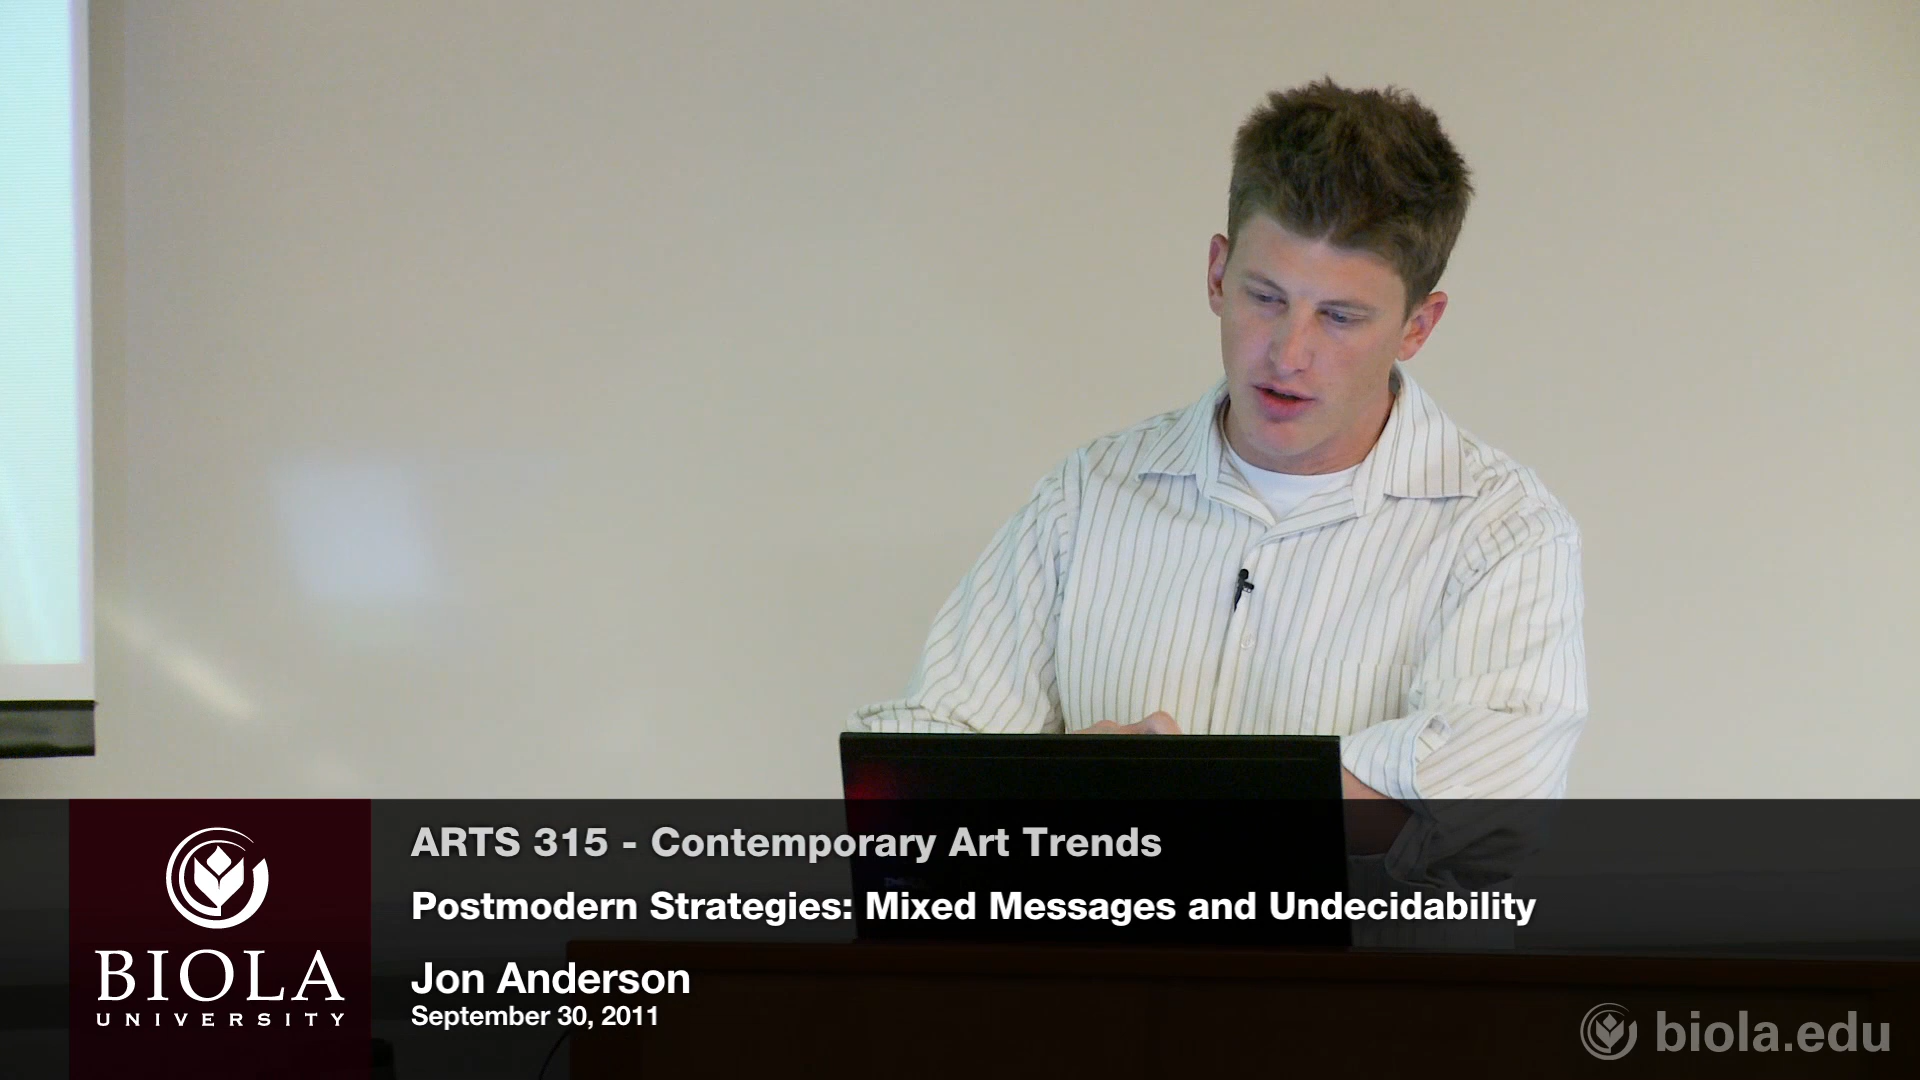 ARTS 315 - Contemporary Art Trends
Postmodern Strategies: Mixed Messages and Undecidability
Jon Anderson
September 30, 2011
BIOLA
UNIVERSITY
biola.edu